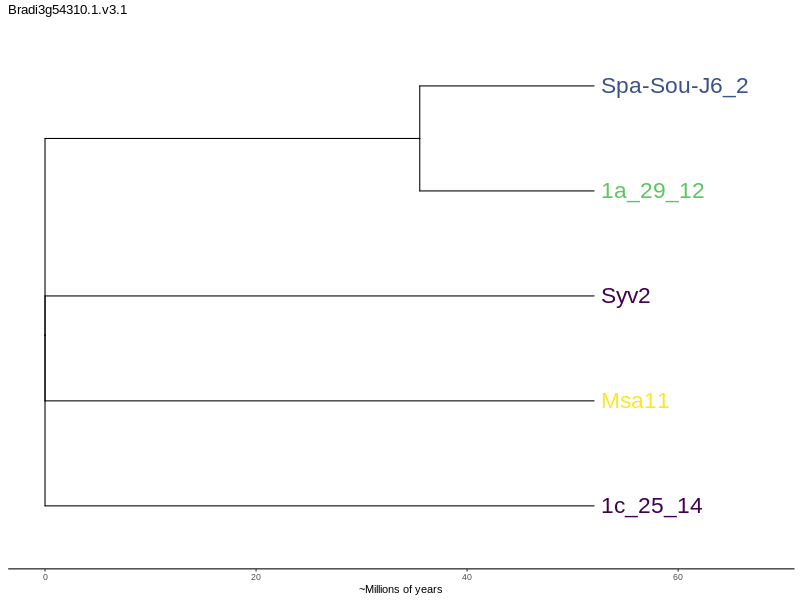 Bradi3g54310.1.v3.1
Spa-Sou-J6_2
1a_29_12
Syv2
Msa11
1c_25_14
0 20 40 60
~Millions of years